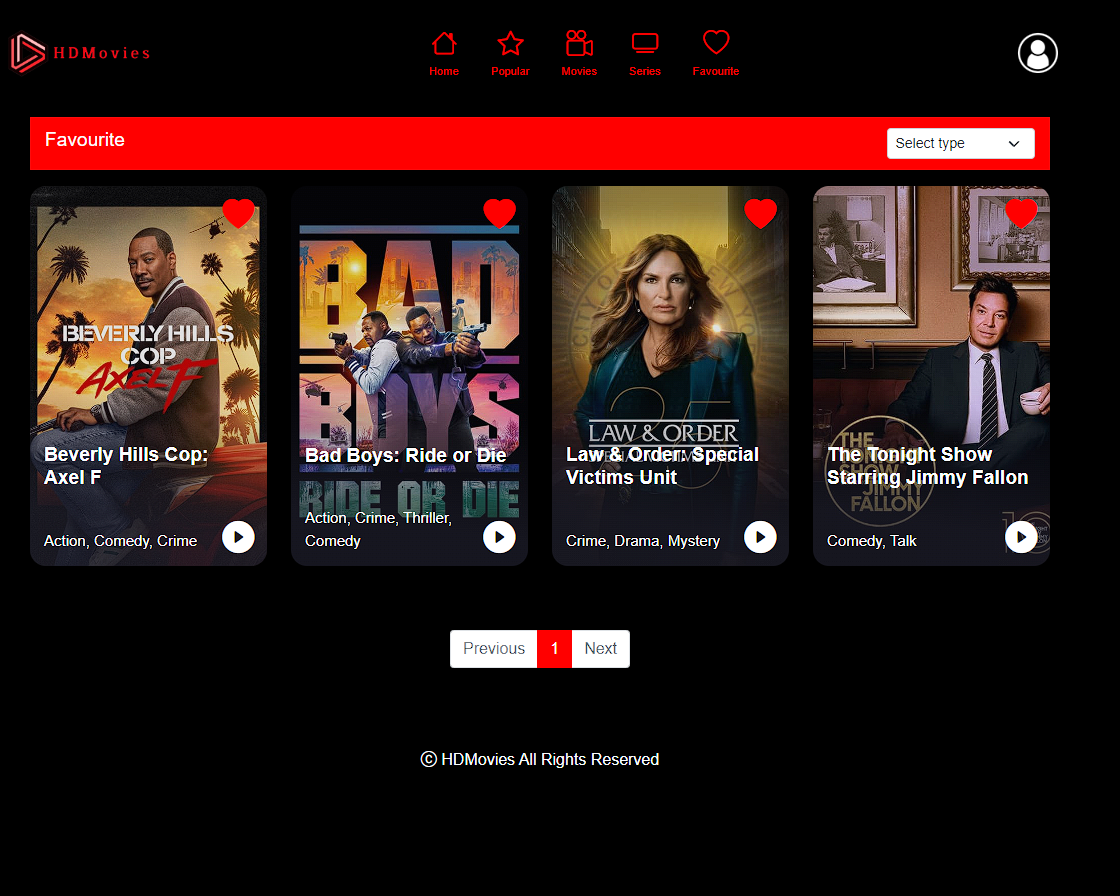 HDMovies
Home
Popular
Movies
Series
Favourite
Favourite
Select type
BEVERLY HILLS
COP
AXEL F
Beverly Hills Cop:
Axel F
Action, Comedy, Crime
BAD
BOYS
RIDE OR DIE
Bad Boys: Ride or Die
Action, Crime, Thriller,
Comedy
CITY OF
25
LAW & ORDER
Law & Order: Special
Victims Unit
Crime, Drama, Mystery
THE
TONIGHT
SHOW
JIMMY
FALLON
The Tonight Show
Starring Jimmy Fallon
Comedy, Talk
Previous
1
Next
© HDMovies All Rights Reserved